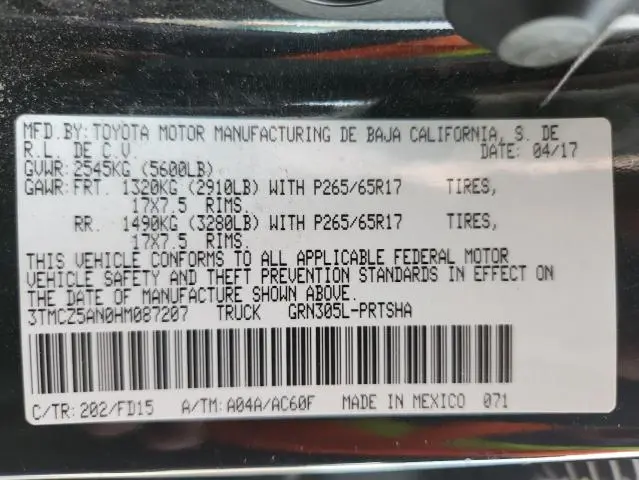 MFD.BY:TOYOTA MOTOR MANUFACTURING DE BAJA CALIFORNIA, S. DE
R.L. DE C.V. DATE: 04/17
GVWR:2545KG (5600LB)
GAWR:FRT. 1320KG (2910LB) WITH P265/65R17 TIRES,
17X7.5 RIMS.
RR. 1490KG (3280LB) WITH P265/65R17 TIRES,
17X7.5 RIMS.
THIS VEHICLE CONFORMS TO ALL APPLICABLE FEDERAL MOTOR
VEHICLE SAFETY AND THEFT PREVENTION STANDARDS IN EFFECT ON
THE DATE OF MANUFACTURE SHOWN ABOVE.
3TMCZ5AN0HM087207 TRUCK GRN305L-PRTSHA
C/TR:202/FD15 A/TM:A04A/AC60F MADE IN MEXICO 071